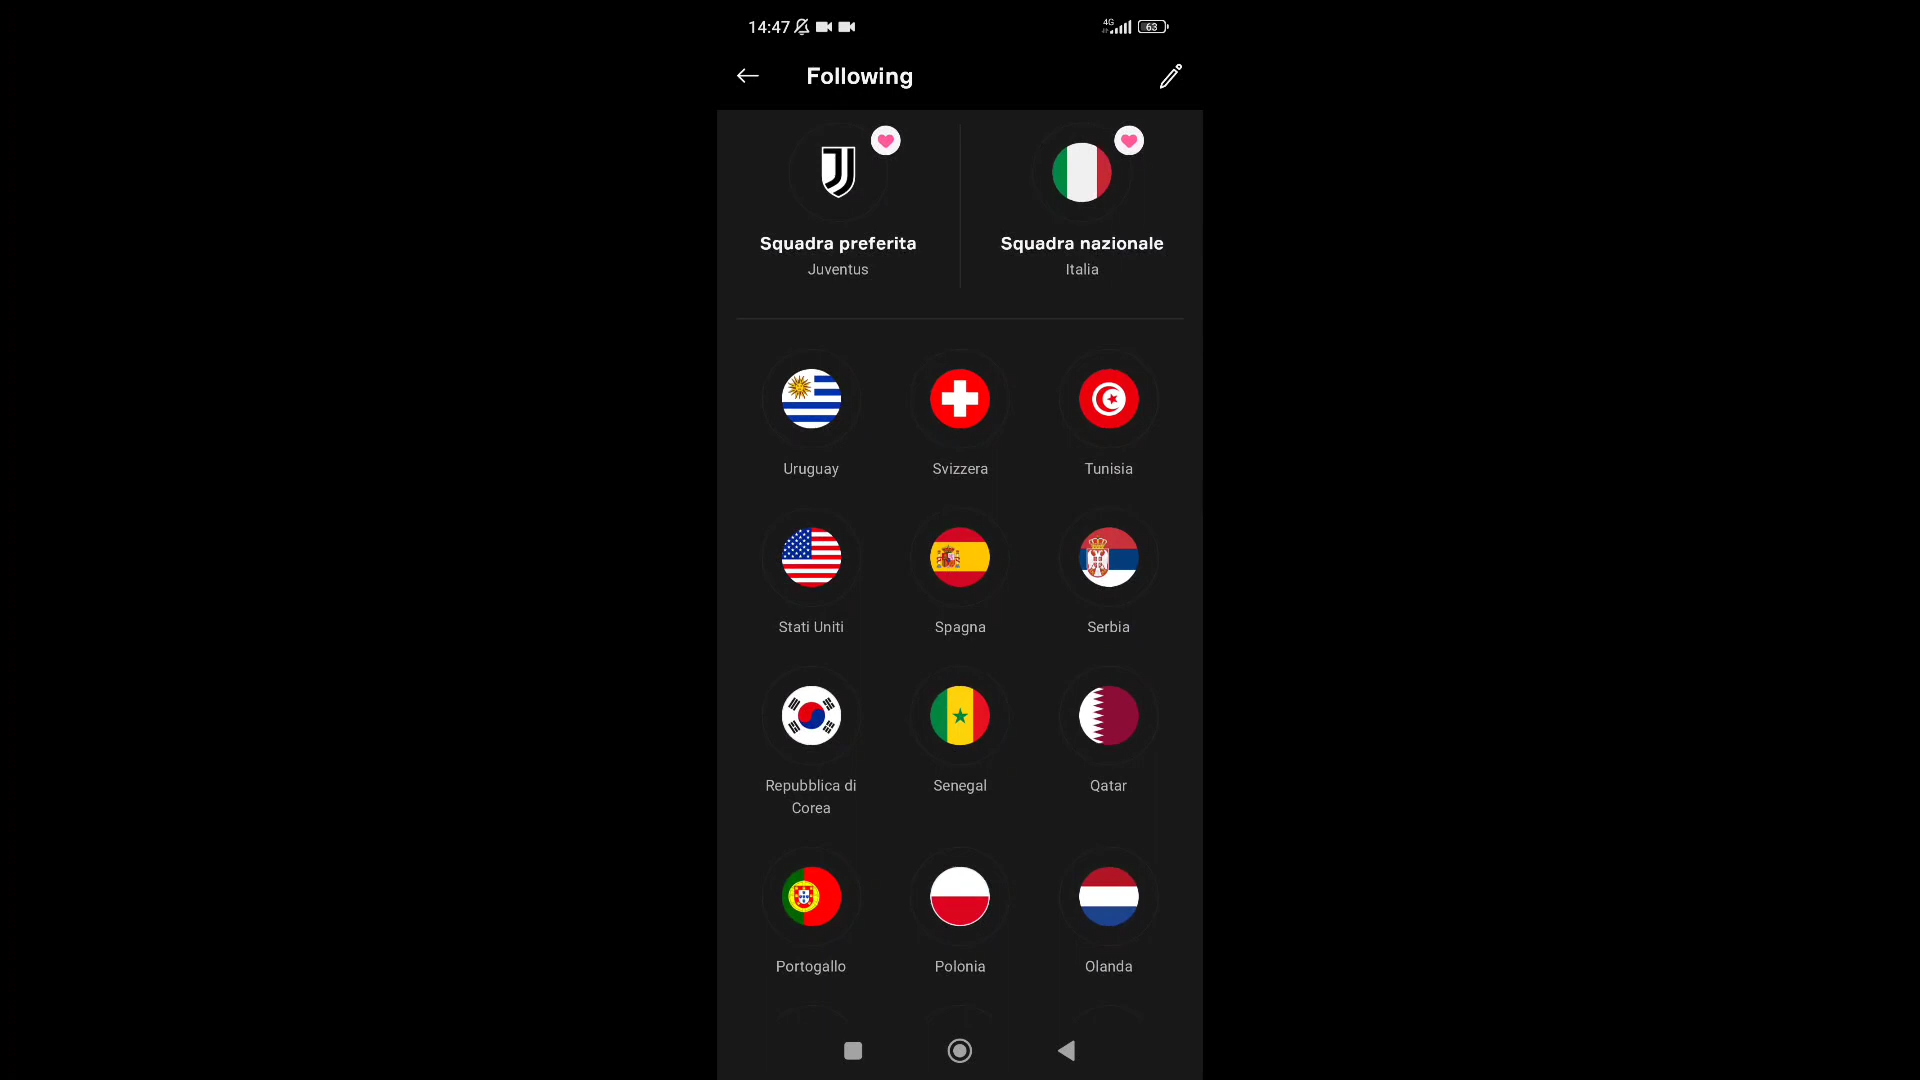 14:47
4G
63
Following
Squadra preferita
Squadra nazionale
Juventus
Italia
Uruguay
Svizzera
Tunisia
Stati Uniti
Spagna
Serbia
Repubblica di
Corea
Senegal
Qatar
Portogallo
Polonia
Olanda